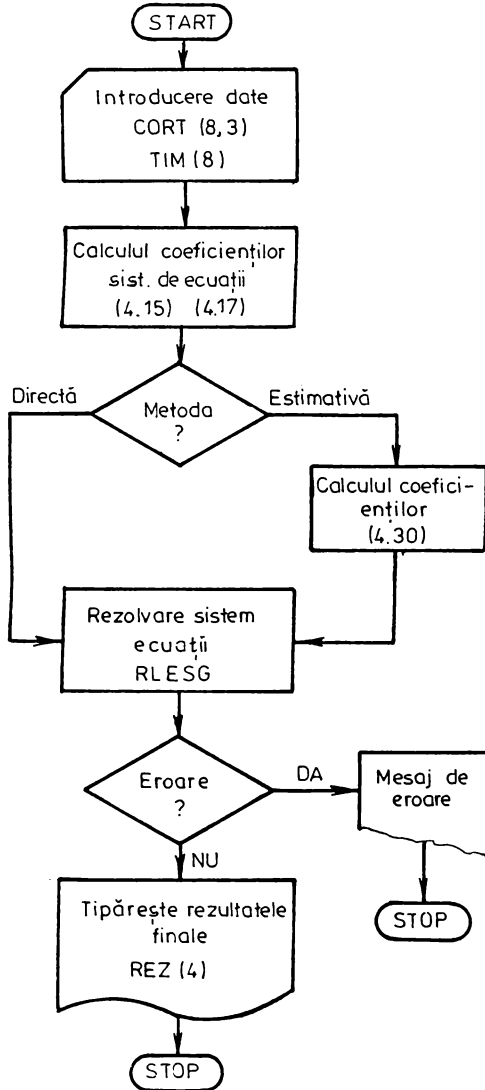 START
Introducere date
CORT (8,3)
TIM (8)
Calculul coeficienților
sist. de ecuații
(4.15) (4.17)
Directă
Metoda
?
Estimativă
Calculul coefici-
enților
(4.30)
Rezolvare sistem
ecuații
RLESG
Eroare
?
DA
Mesaj de
eroare
STOP
NU
Tipărește rezultatele
finale
REZ (4)
STOP